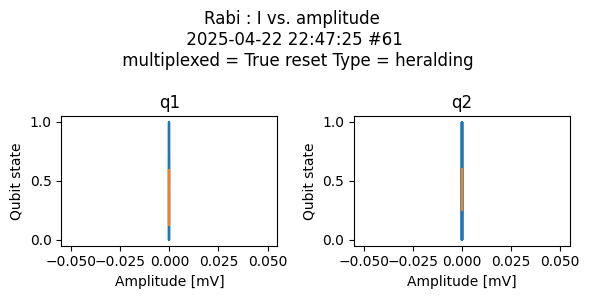 Rabi : I vs. amplitude
2025-04-22 22:47:25 #61
multiplexed = True reset Type = heralding
q1
q2
Qubit state
1.0
0.5
0.0
−0.050
−0.025
0.000
0.025
0.050
Amplitude [mV]
Qubit state
1.0
0.5
0.0
−0.050
−0.025
0.000
0.025
0.050
Amplitude [mV]